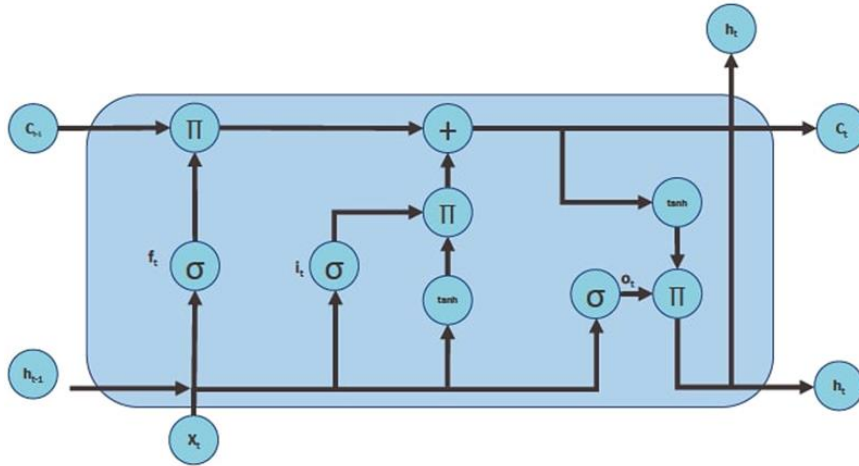 hₜ
Cₜ₋₁
Π
+
Cₜ
tanh
Π
fₜ
σ
iₜ
σ
tanh
σ
oₜ
Π
hₜ₋₁
hₜ
Xₜ